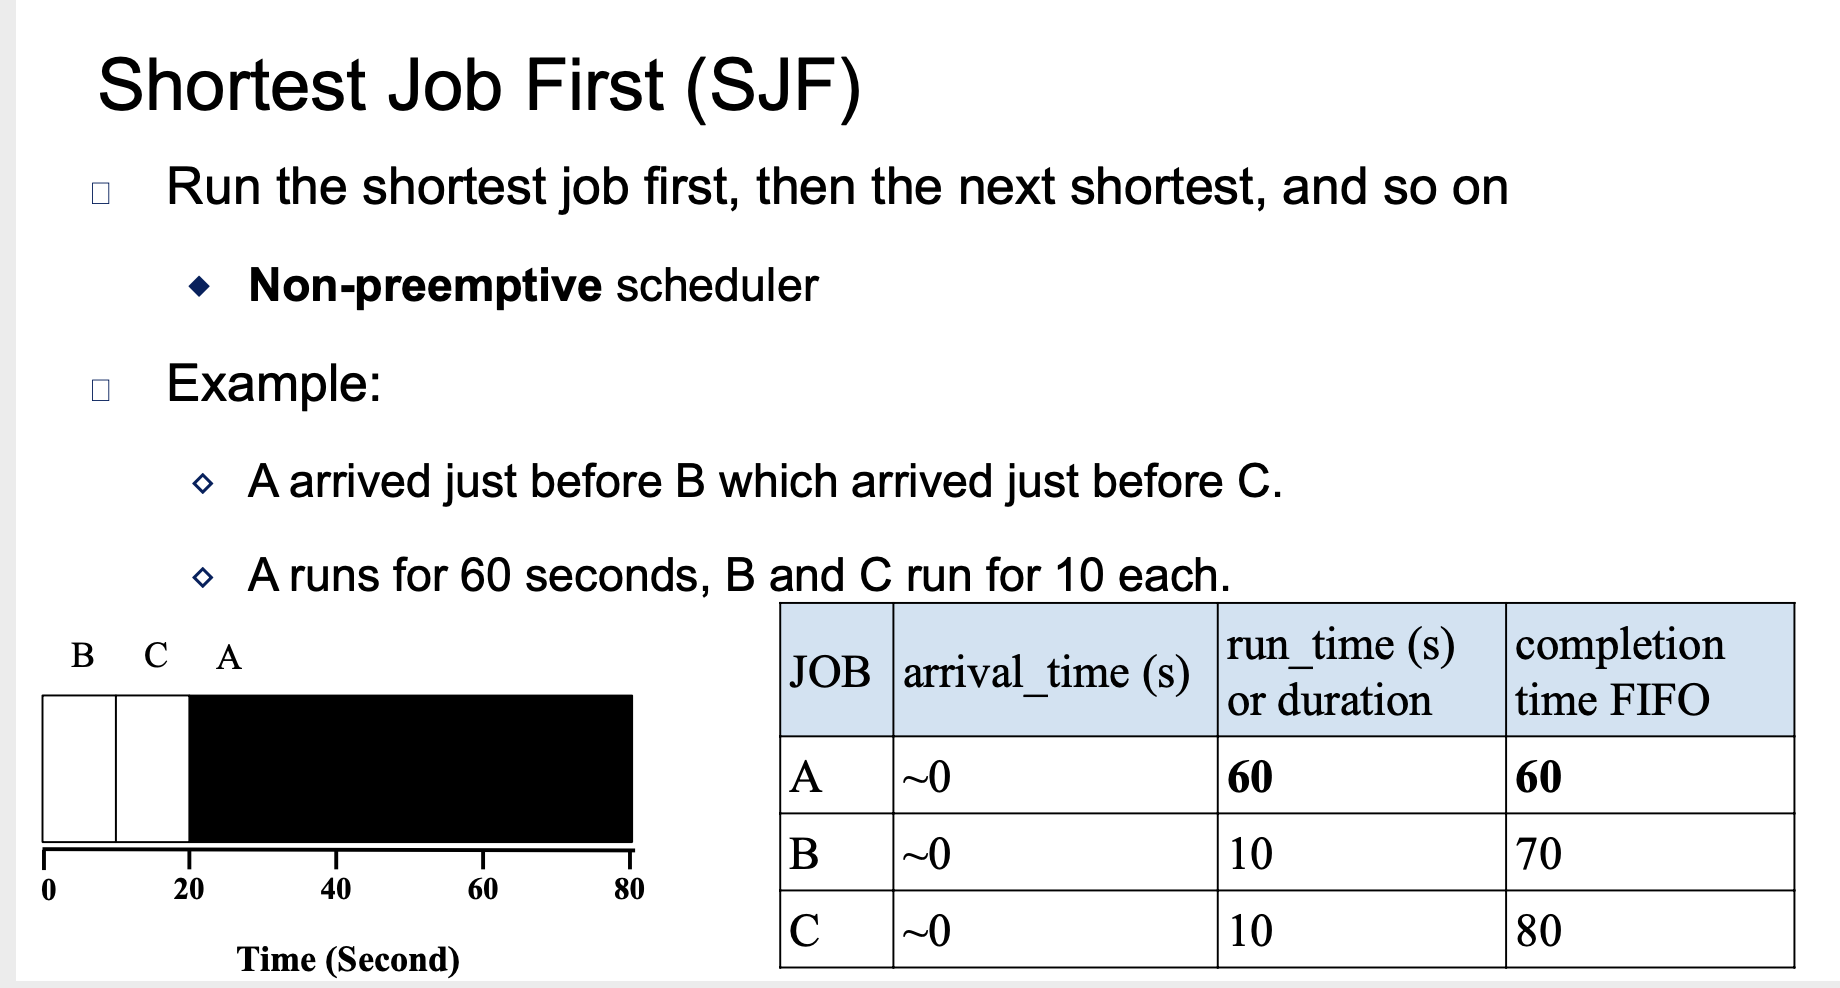 Shortest Job First (SJF)
Run the shortest job first, then the next shortest, and so on
Non-preemptive scheduler
Example:
A arrived just before B which arrived just before C.
A runs for 60 seconds, B and C run for 10 each.
B C A
0 20 40 60 80
Time (Second)
JOB arrival_time (s) run_time (s) or duration completion time FIFO
A ~0 60 60
B ~0 10 70
C ~0 10 80